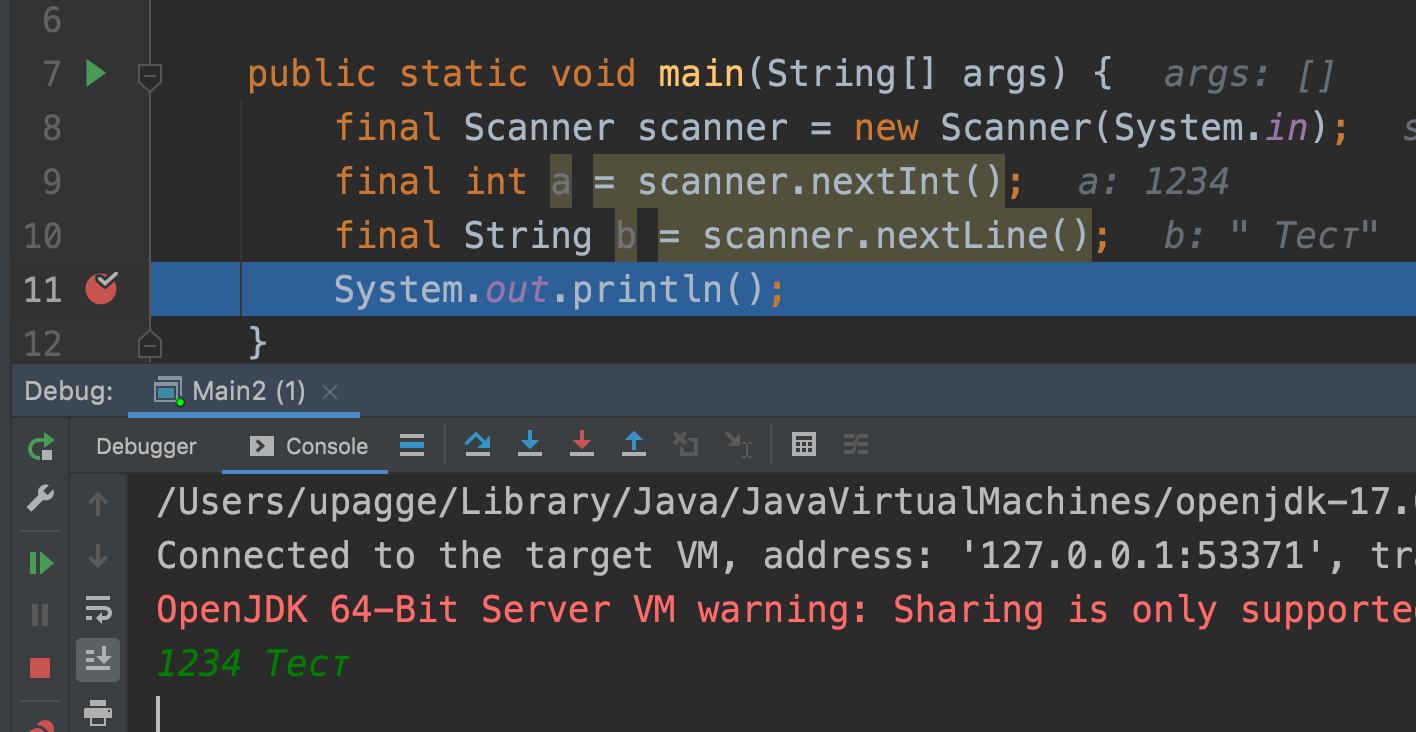 6
7 public static void main(String[] args) { args: []
8 final Scanner scanner = new Scanner(System.in); s
9 final int a = scanner.nextInt(); a: 1234
10 final String b = scanner.nextLine(); b: " Тест"
11 System.out.println();
12 }
Debug: Main2 (1)
Debugger Console
/Users/upagge/Library/Java/JavaVirtualMachines/openjdk-17.
Connected to the target VM, address: '127.0.0.1:53371', tra
OpenJDK 64-Bit Server VM warning: Sharing is only supporte
1234 Тест